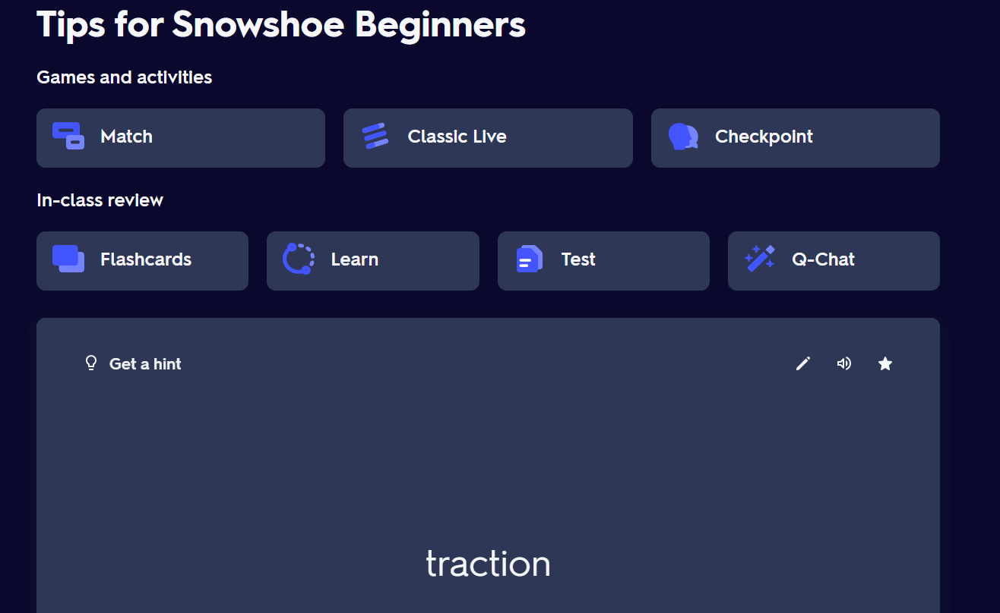 Tips for Snowshoe Beginners
Games and activities
Match
Classic Live
Checkpoint
In-class review
Flashcards
Learn
Test
Q-Chat
Get a hint
traction